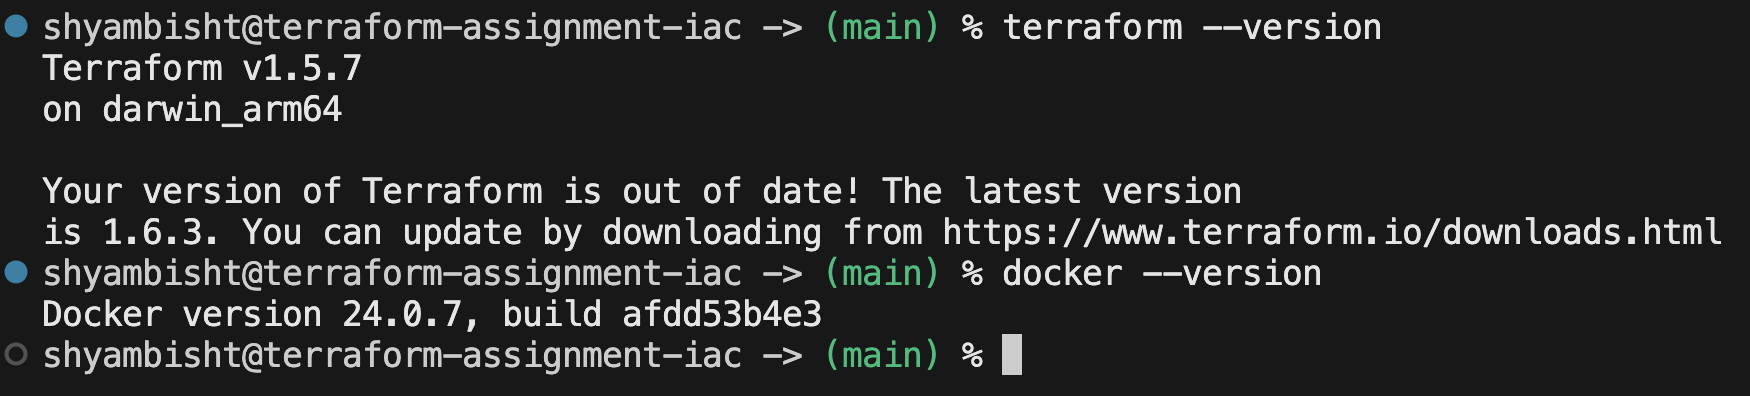 shyambisht@terraform-assignment-iac -> (main) % terraform --version
Terraform v1.5.7
on darwin_arm64
Your version of Terraform is out of date! The latest version
is 1.6.3. You can update by downloading from https://www.terraform.io/downloads.html
shyambisht@terraform-assignment-iac -> (main) % docker --version
Docker version 24.0.7, build afdd53b4e3
shyambisht@terraform-assignment-iac -> (main) %